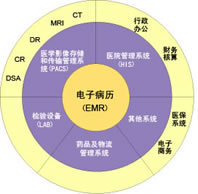 CT
MRI
DR
CR
DSA
行政
办公
财务
核算
医保
系统
电子
商务
医学影像存储
和传输管理
系统(PACS)
医院管理系统
(HIS)
电子病历
(EMR)
检验设备
(LAB)
其他系统
药品及物流
管理系统